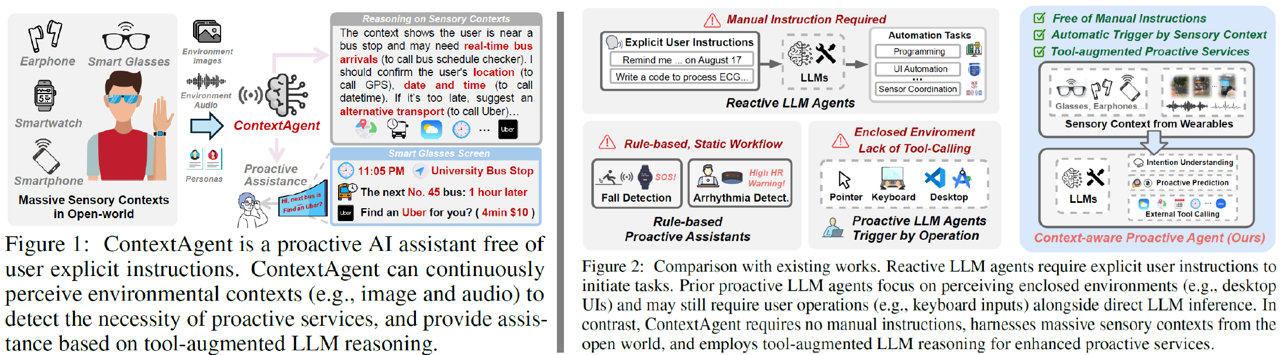 Earphone
Smart Glasses
Smartwatch
Smartphone
Massive Sensory Contexts
in Open-world
Environment
Images
Environment
Audio
Personas
ContextAgent
Proactive
Assistance
Hi, next bus is
Find an Uber?
Reasoning on Sensory Contexts
The context shows the user is near a
bus stop and may need real-time bus
arrivals (to call bus schedule checker). I
should confirm the user's location (to
call GPS), date and time (to call
datetime). If it's too late, suggest an
alternative transport (to call Uber)…
... Uber
Smart Glasses Screen
11:05 PM University Bus Stop
The next No. 45 bus: 1 hour later
Uber Find an Uber for you? ( 4min $10 )
Figure 1: ContextAgent is a proactive AI assistant free of
user explicit instructions. ContextAgent can continuously
perceive environmental contexts (e.g., image and audio) to
detect the necessity of proactive services, and provide assis-
tance based on tool-augmented LLM reasoning.
Manual Instruction Required
Explicit User Instructions
Remind me ... on August 17
Write a code to process ECG...
LLMs
Automation Tasks
Programming
UI Automation
...
Sensor Coordination
Reactive LLM Agents
Rule-based, Static Workflow
SOS!
Fall Detection
High HR
Warning!
Arrhythmia Detect.
Rule-based
Proactive Assistants
Enclosed Enviroment
Lack of Tool-Calling
Pointer
Keyboard
Desktop
Proactive LLM Agents
Trigger by Operation
Free of Manual Instructions
Automatic Trigger by Sensory Context
Tool-augmented Proactive Services
Glasses, Earphones...
Sensory Context from Wearables
LLMs
Intention Understanding
Proactive Prediction
External Tool Calling
Context-aware Proactive Agent (Ours)
Figure 2: Comparison with existing works. Reactive LLM agents require explicit user instructions to
initiate tasks. Prior proactive LLM agents focus on perceiving enclosed environments (e.g., desktop
UIs) and may still require user operations (e.g., keyboard inputs) alongside direct LLM inference. In
contrast, ContextAgent requires no manual instructions, harnesses massive sensory contexts from the
open world, and employs tool-augmented LLM reasoning for enhanced proactive services.